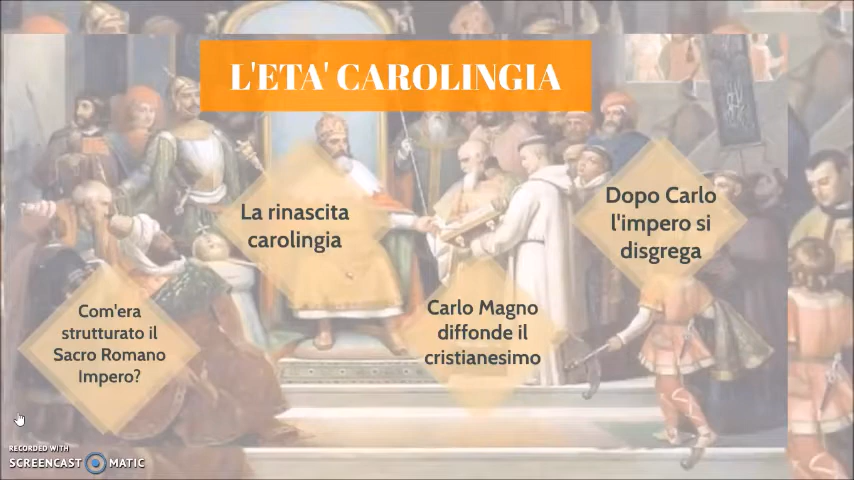 L'ETA' CAROLINGIA
La rinascita
carolingia
Dopo Carlo
l'impero si
disgrega
Com'era
strutturato il
Sacro Romano
Impero?
Carlo Magno
diffonde il
cristianesimo
RECORDED WITH
SCREENCAST MATIC